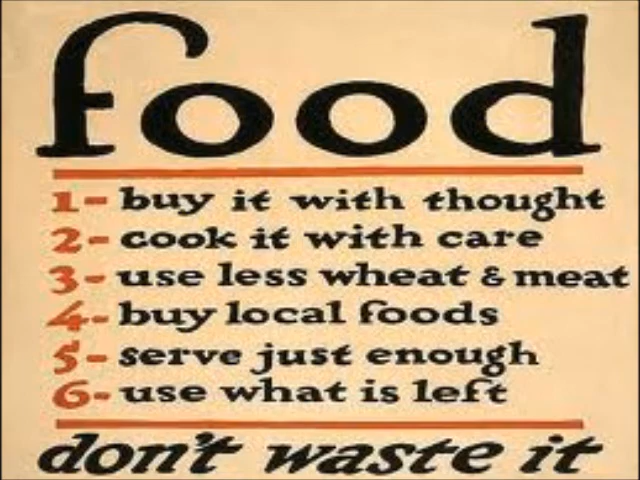 food
1- buy it with thought
2- cook it with care
3- use less wheat & meat
4- buy local foods
5- serve just enough
6- use what is left
don't waste it